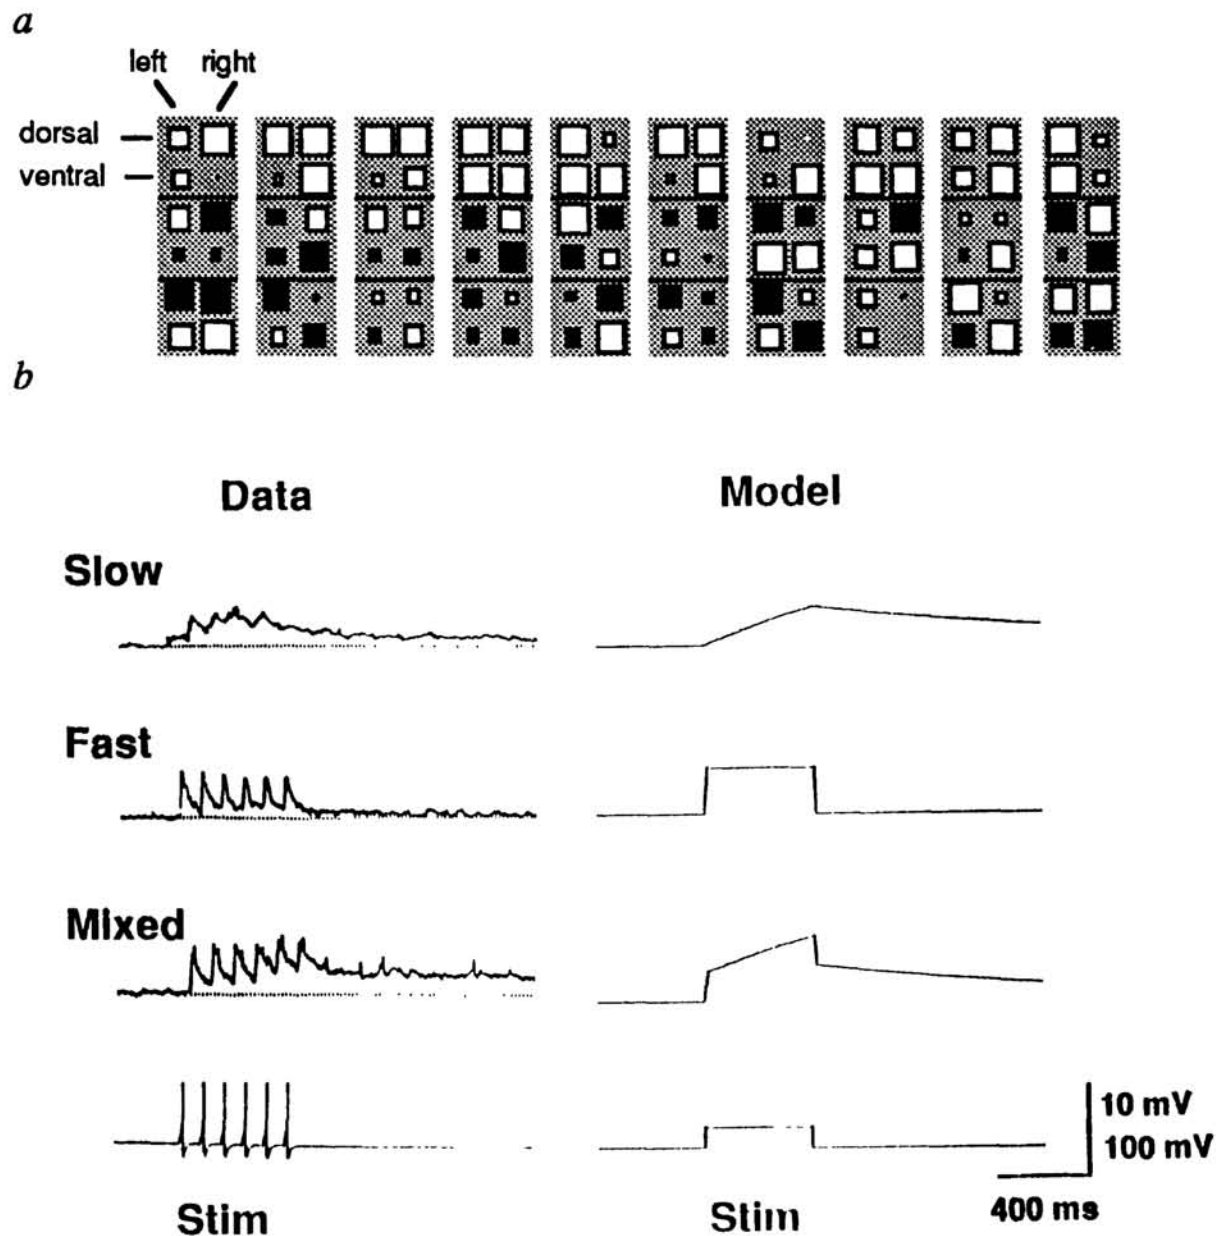 a
left right
dorsal
ventral
b
Data Model
Slow
Fast
Mixed
10 mV
100 mV
400 ms
Stim Stim